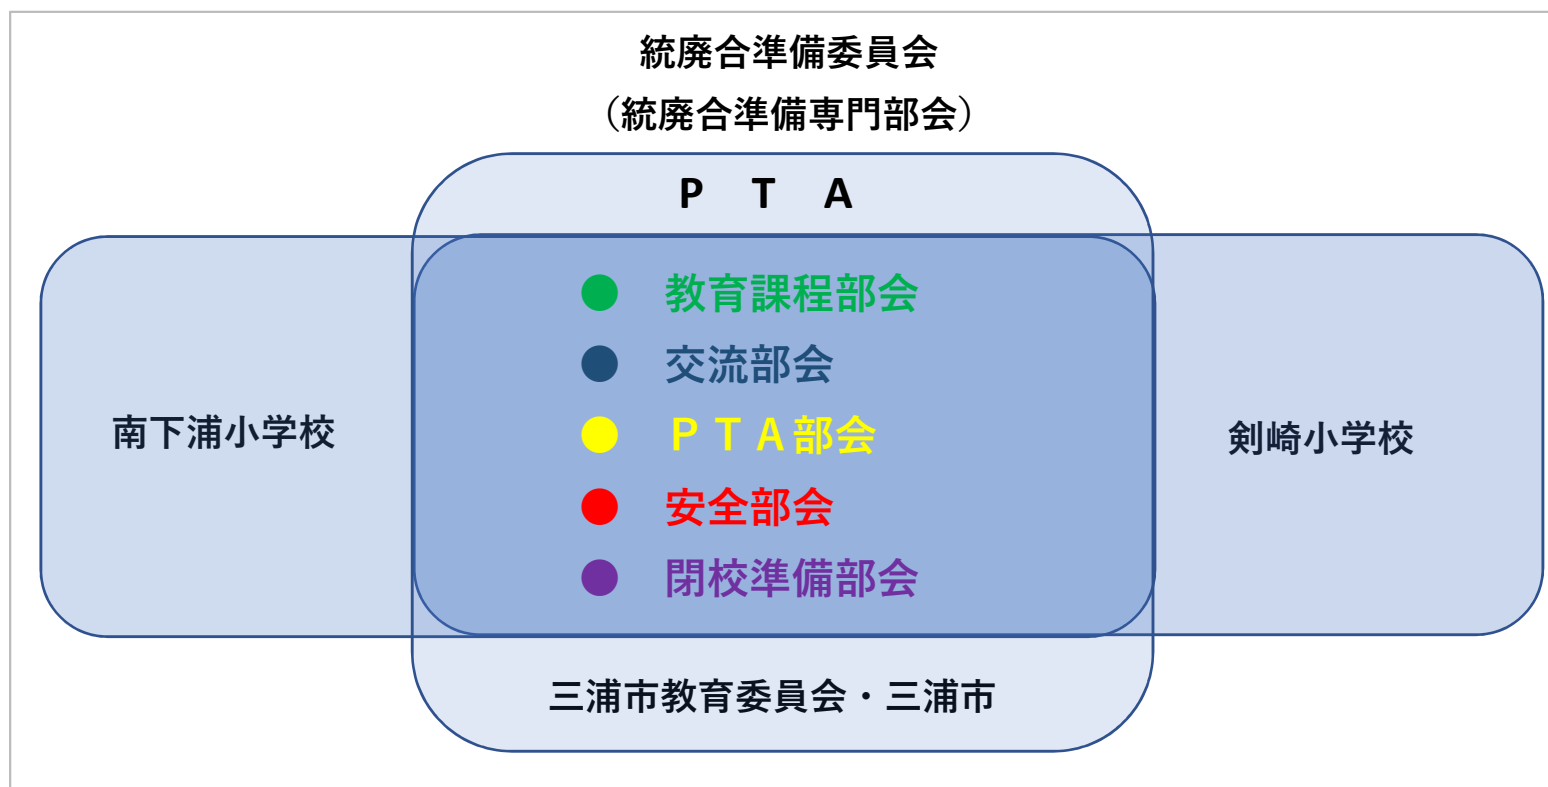 統廃合準備委員会
（統廃合準備専門部会）
Ｐ　Ｔ　Ａ
● 教育課程部会
● 交流部会
● ＰＴＡ部会
● 安全部会
● 閉校準備部会
南下浦小学校
剣崎小学校
三浦市教育委員会・三浦市